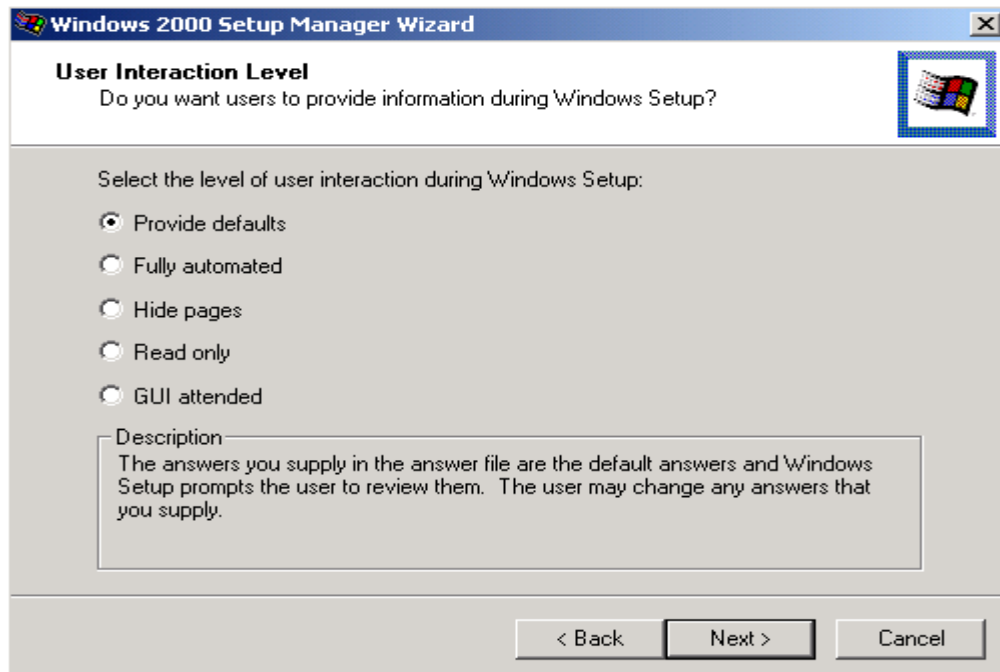 Windows 2000 Setup Manager Wizard
User Interaction Level
Do you want users to provide information during Windows Setup?
Select the level of user interaction during Windows Setup:
Provide defaults
Fully automated
Hide pages
Read only
GUI attended
Description
The answers you supply in the answer file are the default answers and Windows
Setup prompts the user to review them.  The user may change any answers that
you supply.
< Back Next > Cancel